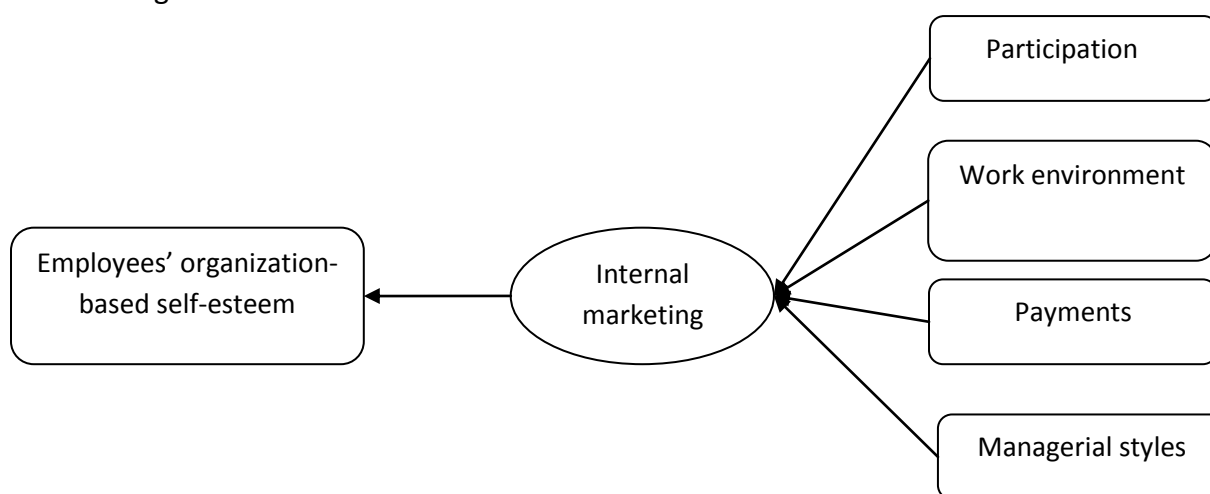 Participation
Work environment
Employees’ organization-
based self-esteem
Internal
marketing
Payments
Managerial styles